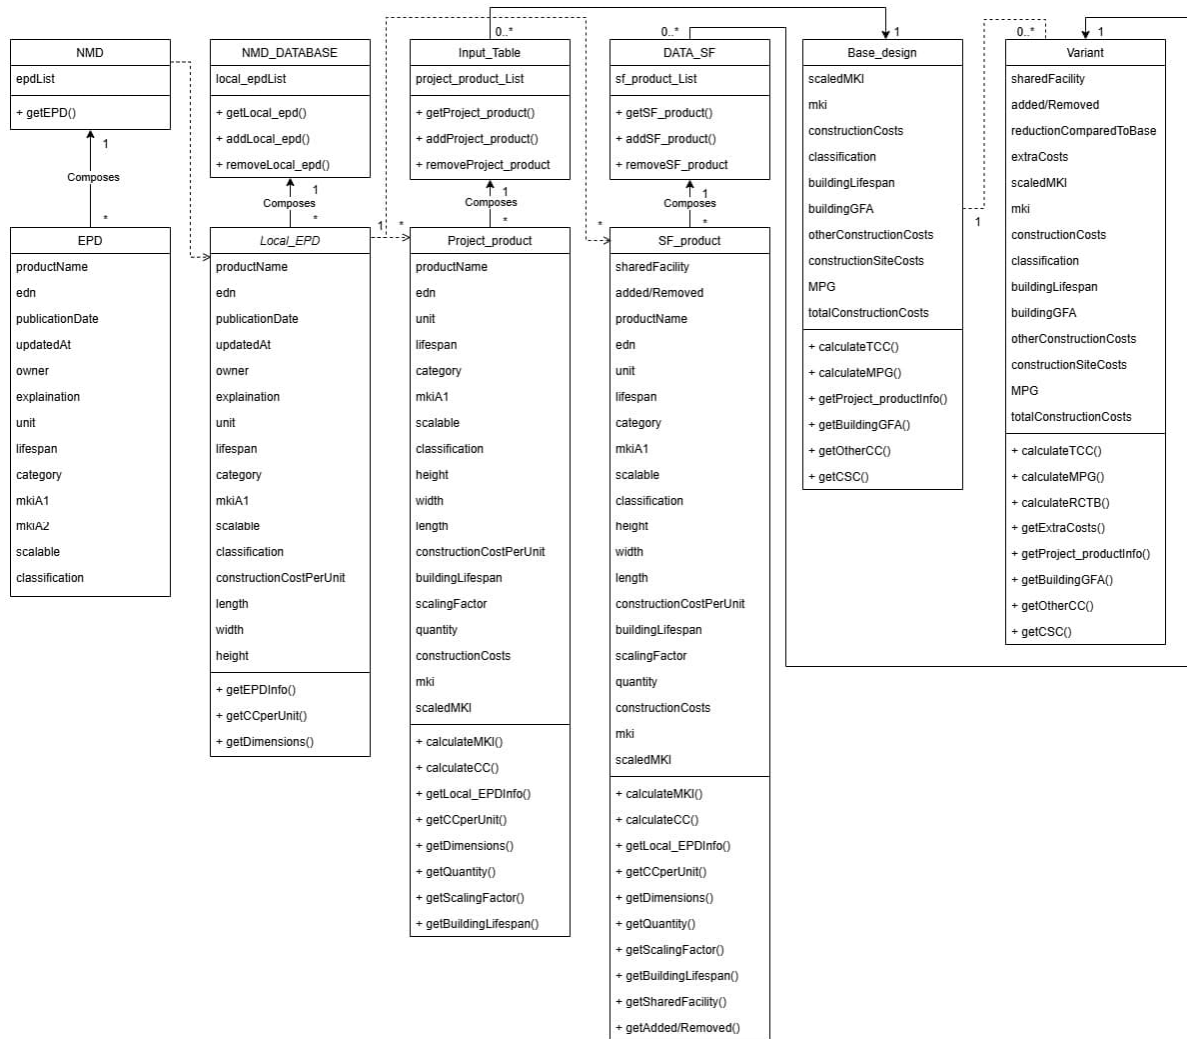 0..*
1
0..*
0..*
1
NMD
epdList
+ getEPD()
1
Composes
*
EPD
productName
edn
publicationDate
updatedAt
owner
explaination
unit
lifespan
category
mkiA1
mkiA2
scalable
classification
NMD_DATABASE
local_epdList
+ getLocal_epd()
+ addLocal_epd()
+ removeLocal_epd()
1
Composes
*
Local_EPD
productName
edn
publicationDate
updatedAt
owner
explaination
unit
lifespan
category
mkiA1
scalable
classification
constructionCostPerUnit
length
width
height
+ getEPDInfo()
+ getCCperUnit()
+ getDimensions()
1
*
Input_Table
project_product_List
+ getProject_product()
+ addProject_product()
+ removeProject_product
1
Composes
*
Project_product
productName
edn
unit
lifespan
category
mkiA1
scalable
classification
height
width
length
constructionCostPerUnit
buildingLifespan
scalingFactor
quantity
constructionCosts
mki
scaledMKI
+ calculateMKI()
+ calculateCC()
+ getLocal_EPDInfo()
+ getCCperUnit()
+ getDimensions()
+ getQuantity()
+ getScalingFactor()
+ getBuildingLifespan()
*
DATA_SF
sf_product_List
+ getSF_product()
+ addSF_product()
+ removeSF_product
1
Composes
*
SF_product
sharedFacility
added/Removed
productName
edn
unit
lifespan
category
mkiA1
scalable
classification
height
width
length
constructionCostPerUnit
buildingLifespan
scalingFactor
quantity
constructionCosts
mki
scaledMKI
+ calculateMKI()
+ calculateCC()
+ getLocal_EPDInfo()
+ getCCperUnit()
+ getDimensions()
+ getQuantity()
+ getScalingFactor()
+ getBuildingLifespan()
+ getSharedFacility()
+ getAdded/Removed()
Base_design
scaledMKI
mki
constructionCosts
classification
buildingLifespan
buildingGFA
otherConstructionCosts
constructionSiteCosts
MPG
totalConstructionCosts
+ calculateTCC()
+ calculateMPG()
+ getProject_productInfo()
+ getBuildingGFA()
+ getOtherCC()
+ getCSC()
1
Variant
sharedFacility
added/Removed
reductionComparedToBase
extraCosts
scaledMKI
mki
constructionCosts
classification
buildingLifespan
buildingGFA
otherConstructionCosts
constructionSiteCosts
MPG
totalConstructionCosts
+ calculateTCC()
+ calculateMPG()
+ calculateRCTB()
+ getExtraCosts()
+ getProject_productInfo()
+ getBuildingGFA()
+ getOtherCC()
+ getCSC()